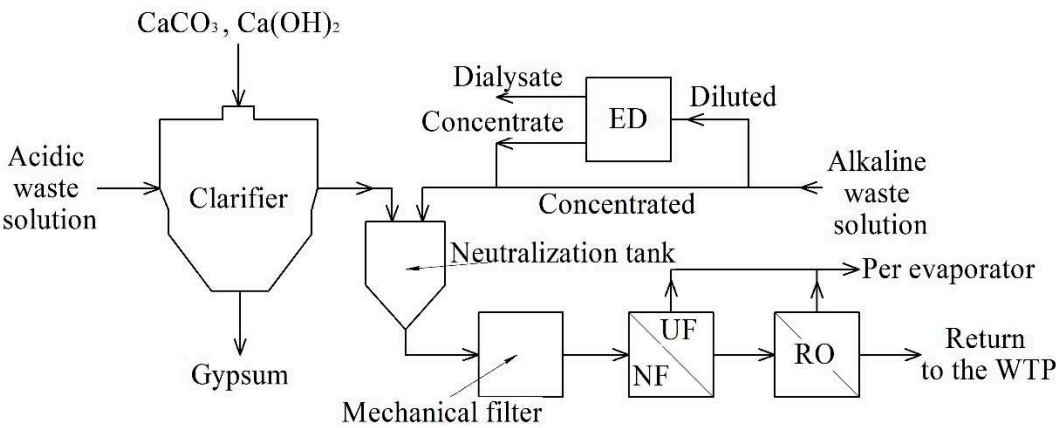 CaCO₃, Ca(OH)₂
Dialysate
ED
Diluted
Concentrate
Acidic
waste
solution
Clarifier
Alkaline
waste
solution
Concentrated
Neutralization tank
Per evaporator
UF
NF
RO
Return
to the WTP
Gypsum
Mechanical filter